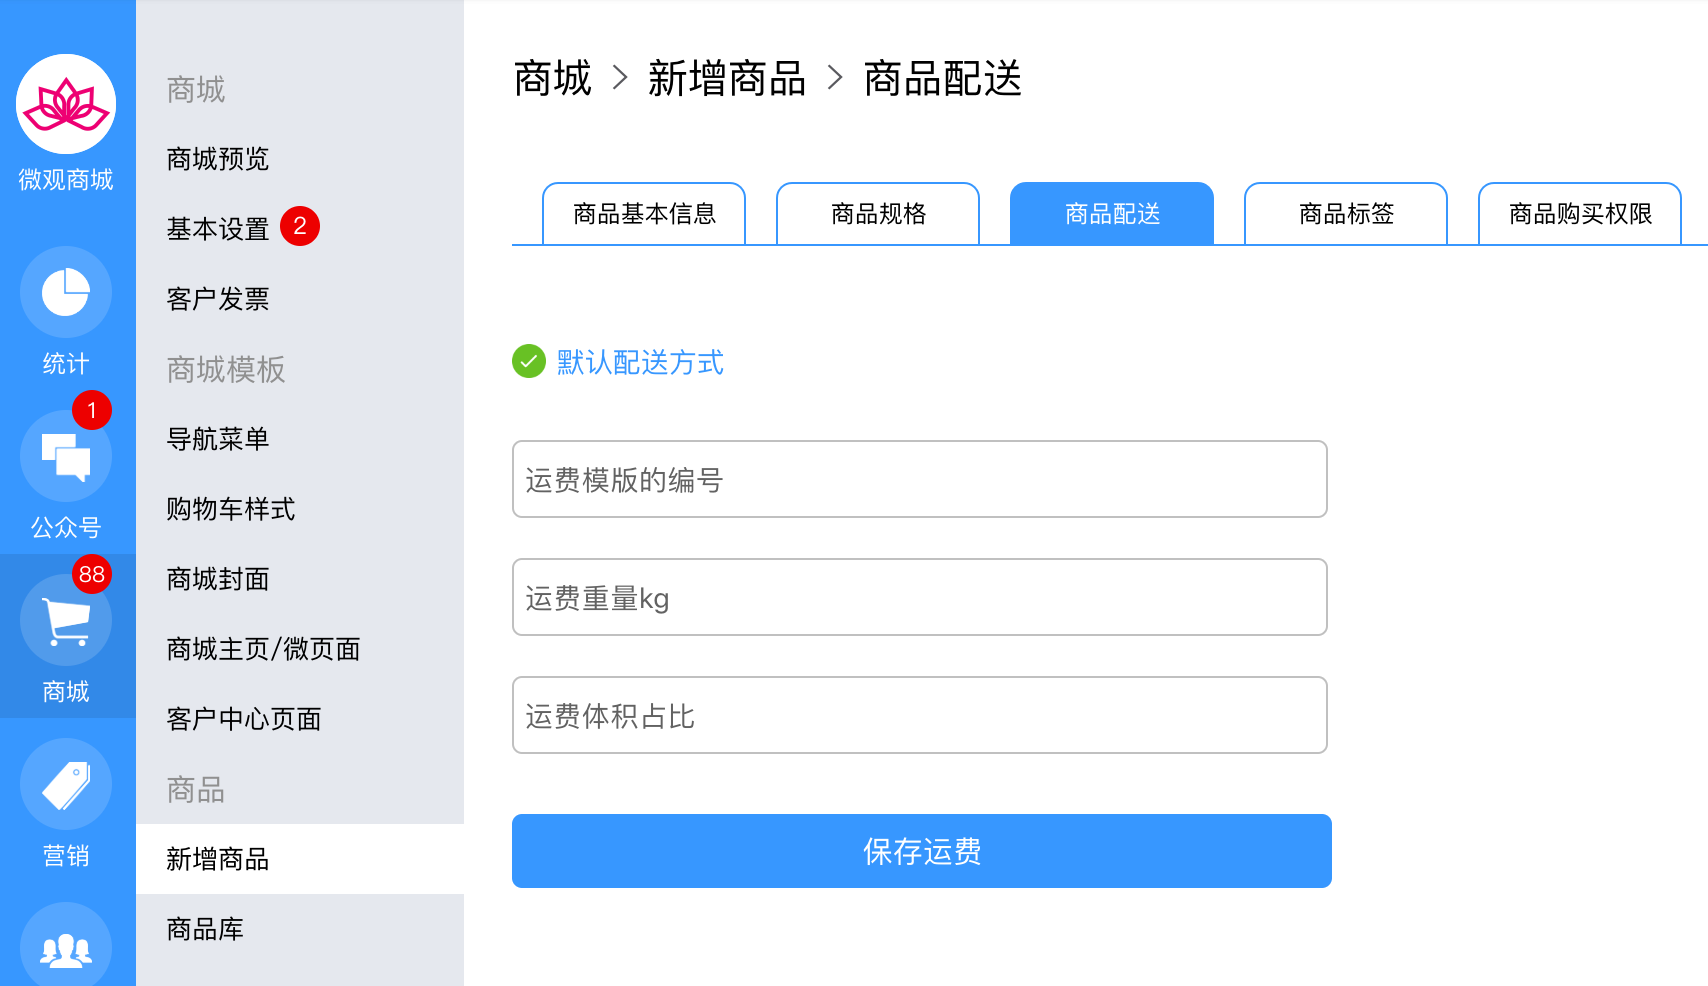 微观商城
统计
1
公众号
88
商城
营销
商城
商城预览
基本设置 2
客户发票
商城模板
导航菜单
购物车样式
商城封面
商城主页/微页面
客户中心页面
商品
新增商品
商品库
商城 > 新增商品 > 商品配送
商品基本信息 商品规格 商品配送 商品标签 商品购买权限
默认配送方式
运费模版的编号
运费重量kg
运费体积占比
保存运费